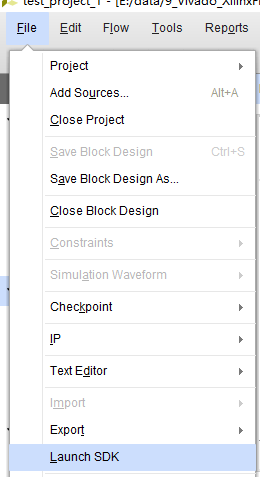 test_project_1 - [E:/data/9_Vivado_XilinxF
File Edit Flow Tools Reports
Project
Add Sources... Alt+A
Close Project
Save Block Design Ctrl+S
Save Block Design As...
Close Block Design
Constraints
Simulation Waveform
Checkpoint
IP
Text Editor
Import
Export
Launch SDK